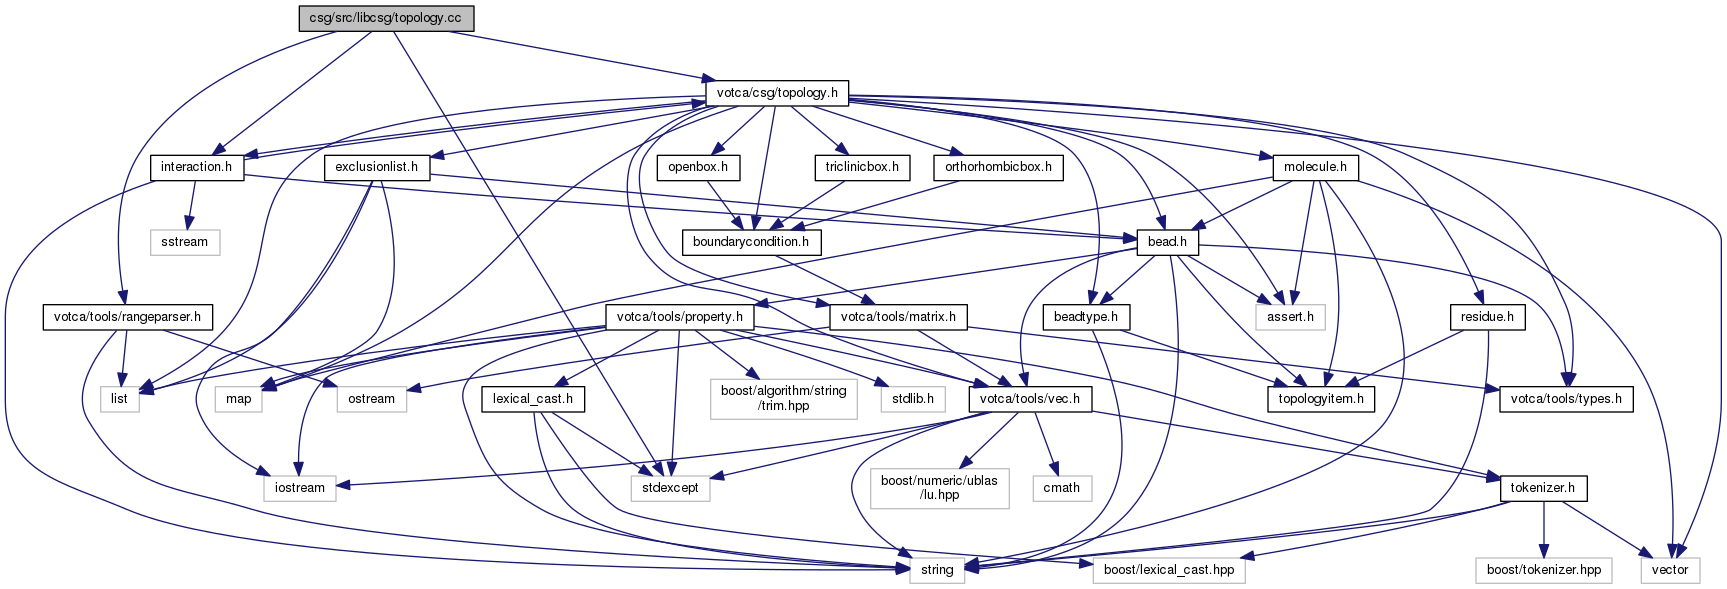 csg/src/libcsg/topology.cc
votca/csg/topology.h
interaction.h
exclusionlist.h
openbox.h
triclinicbox.h
orthorhombicbox.h
molecule.h
sstream
boundarycondition.h
bead.h
votca/tools/rangeparser.h
votca/tools/property.h
votca/tools/matrix.h
beadtype.h
assert.h
residue.h
list
map
ostream
lexical_cast.h
boost/algorithm/string
/trim.hpp
stdlib.h
votca/tools/vec.h
topologyitem.h
votca/tools/types.h
iostream
stdexcept
boost/numeric/ublas
/lu.hpp
cmath
tokenizer.h
string
boost/lexical_cast.hpp
boost/tokenizer.hpp
vector